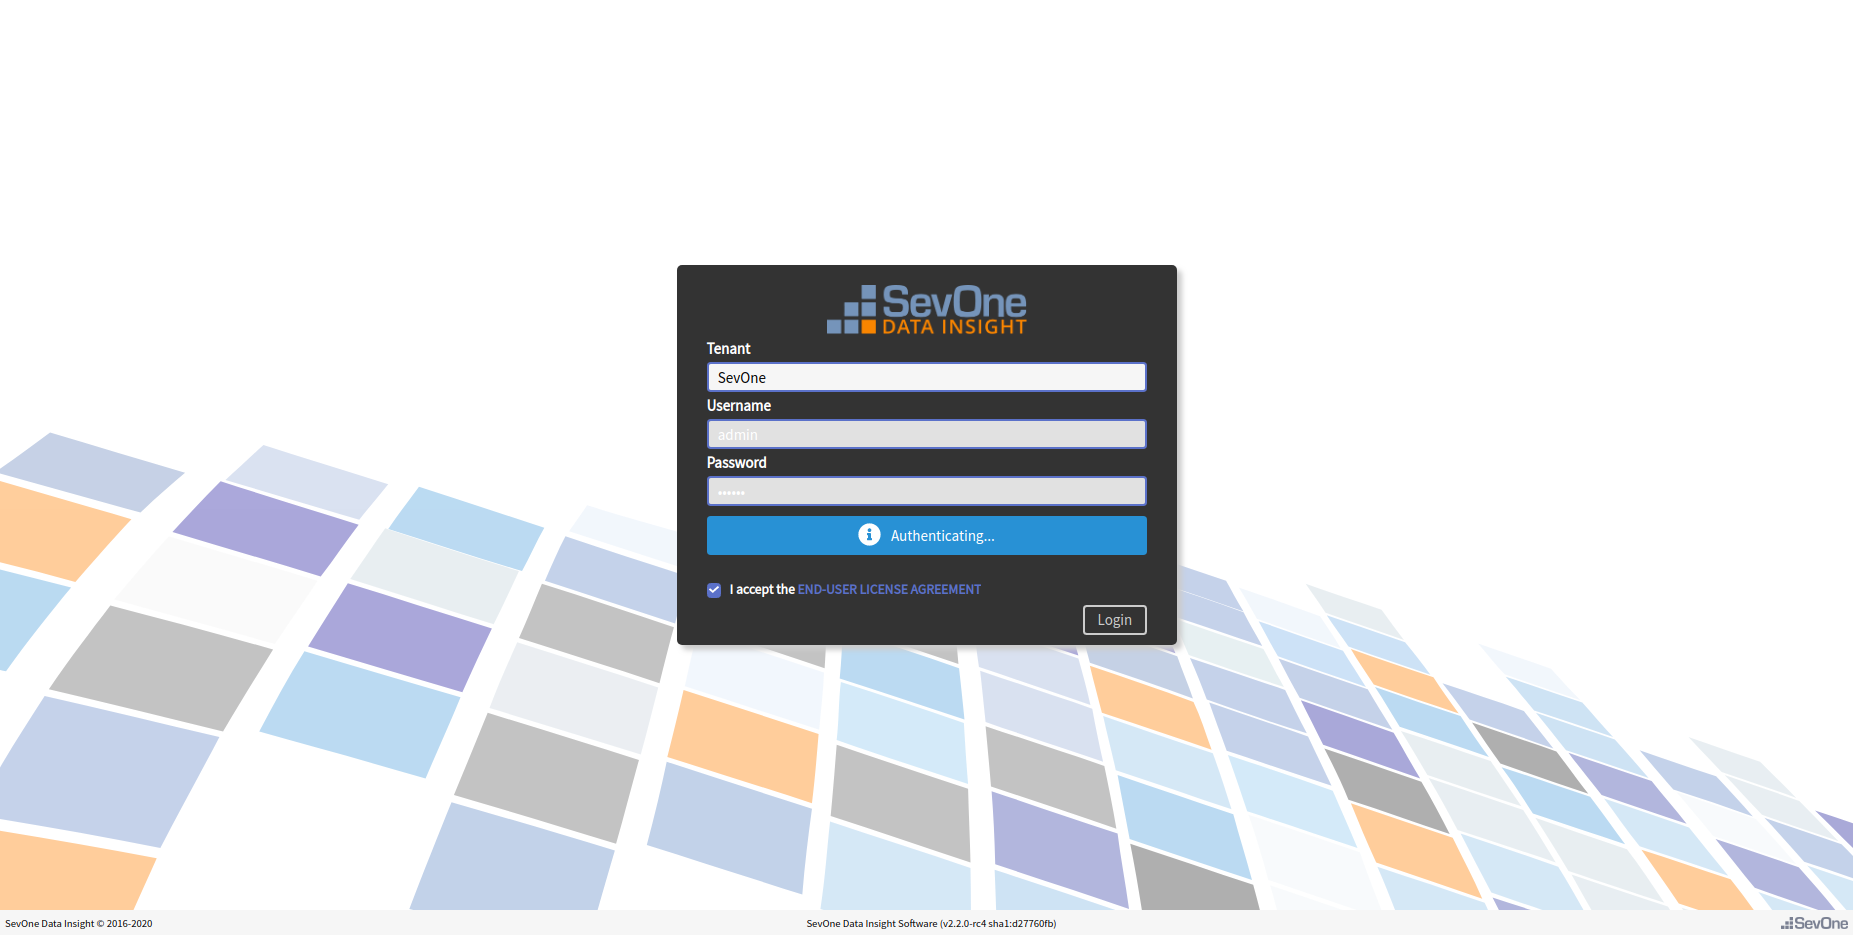 SevOne
DATA INSIGHT
Tenant
SevOne
Username
admin
Password
••••••
Authenticating...
I accept the END-USER LICENSE AGREEMENT
Login
SevOne Data Insight © 2016-2020
SevOne Data Insight Software (v2.2.0-rc4 sha1:d27760fb)
SevOne